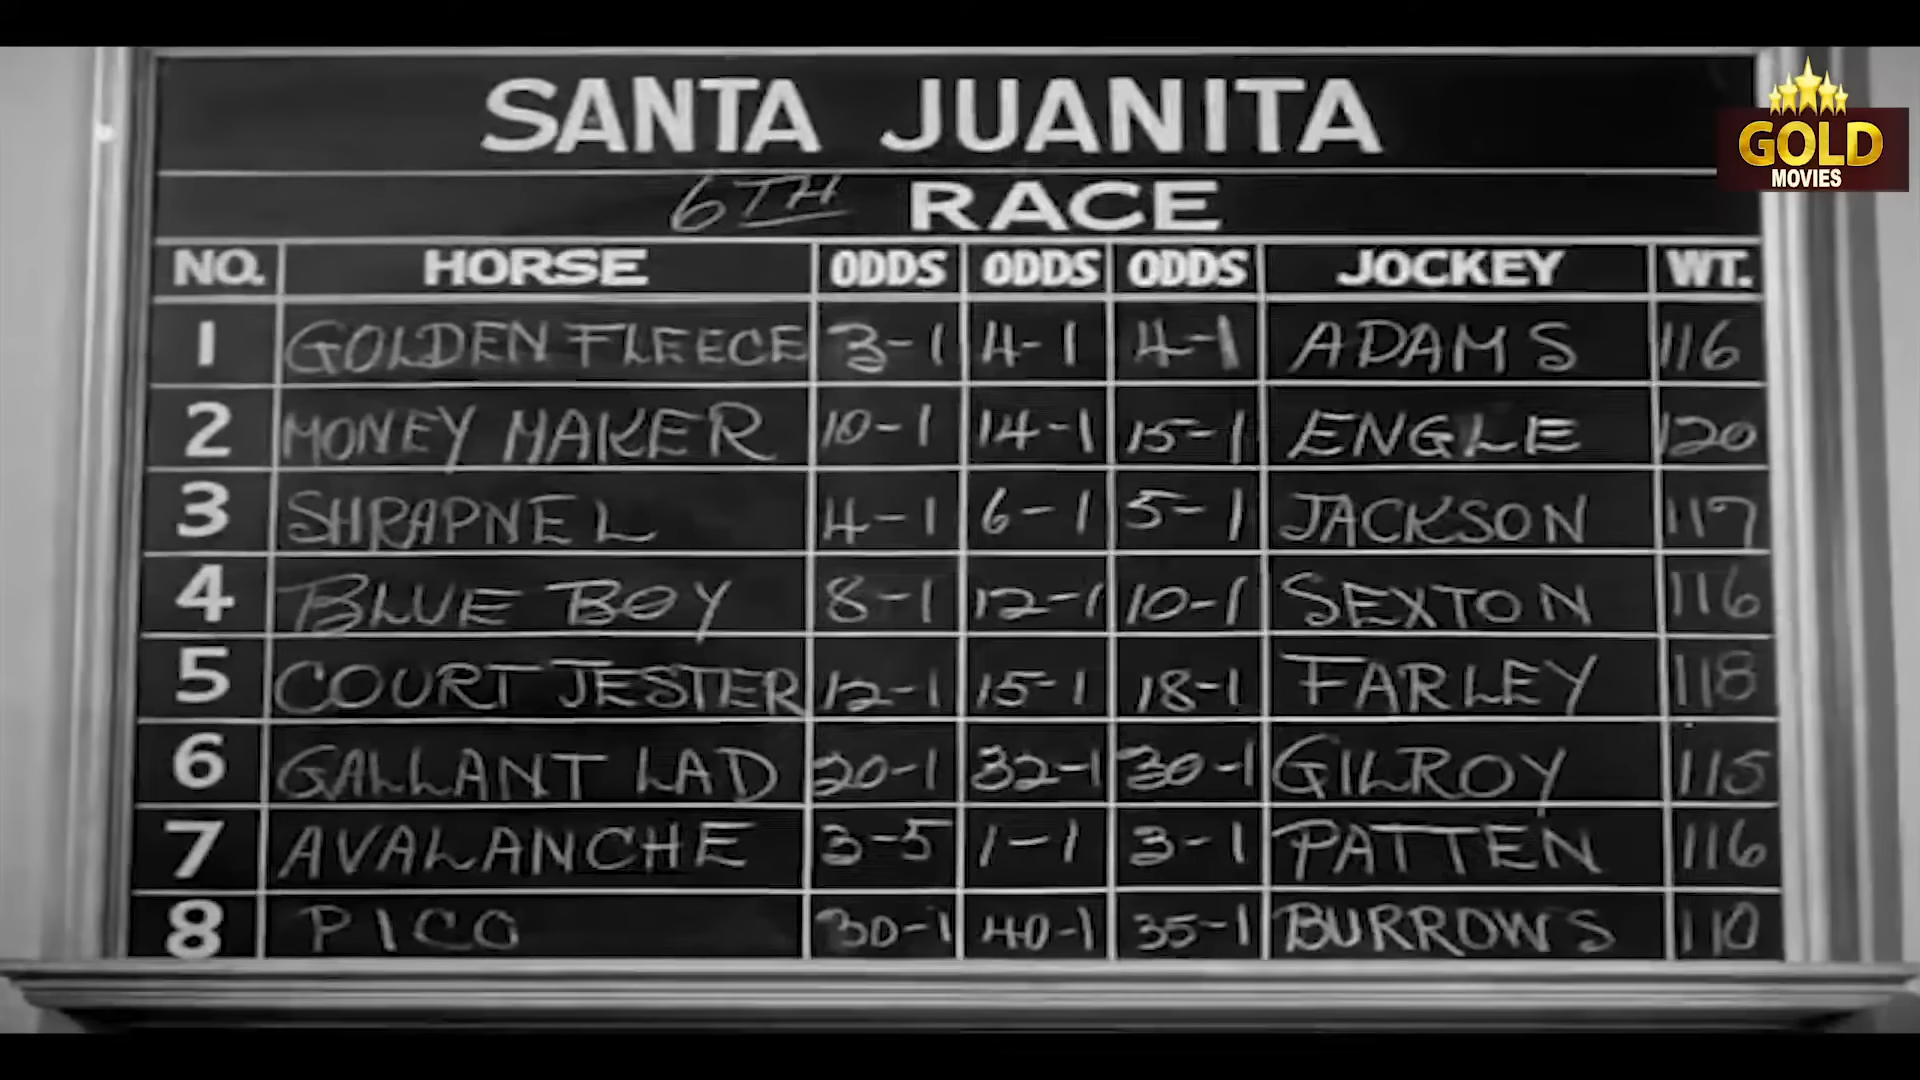 SANTA JUANITA
GOLD
MOVIES
6TH RACE
NO. HORSE ODDS ODDS ODDS JOCKEY WT.
1 GOLDEN FLEECE 3-1 4-1 4-1 ADAMS 116
2 MONEY MAKER 10-1 14-1 15-1 ENGLE 120
3 SHRAPNEL 4-1 6-1 5-1 JACKSON 117
4 BLUE BOY 8-1 12-1 10-1 SEXTON 116
5 COURT JESTER 12-1 15-1 18-1 FARLEY 118
6 GALLANT LAD 20-1 32-1 30-1 GILROY 115
7 AVALANCHE 3-5 1-1 3-1 PATTEN 116
8 PICO 30-1 40-1 35-1 BURROWS 110